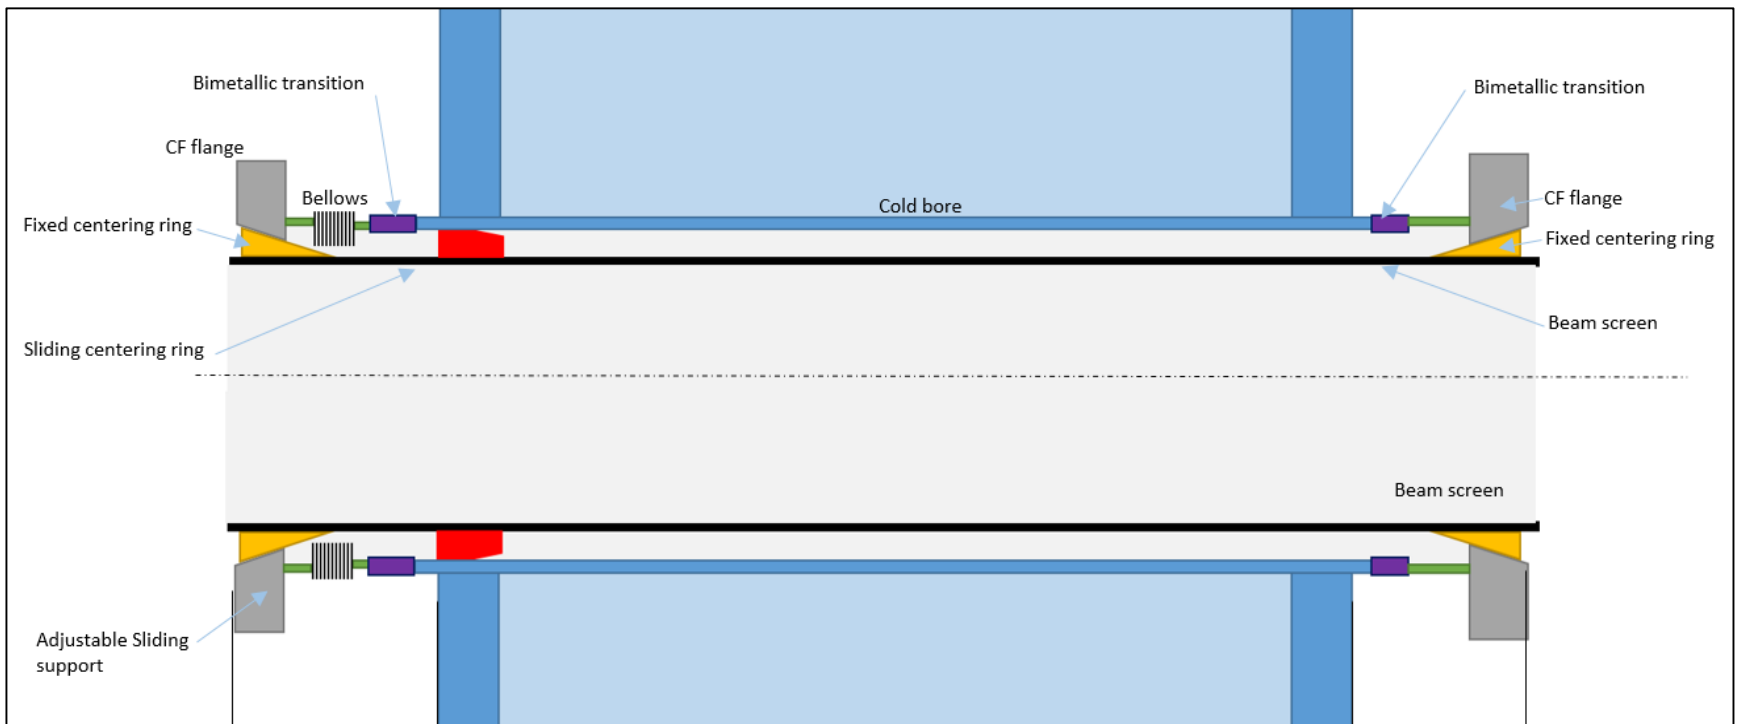 Bimetallic transition
Bimetallic transition
CF flange
Bellows
CF flange
Cold bore
Fixed centering ring
Fixed centering ring
Beam screen
Sliding centering ring
Beam screen
Adjustable Sliding
support